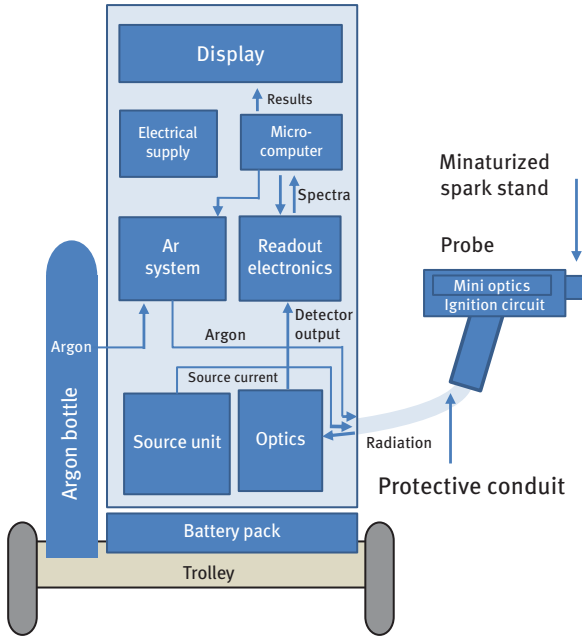 Display
Results
Electrical
supply
Micro-
computer
Spectra
Minaturized
spark stand
Probe
Ar
system
Readout
electronics
Mini optics
Ignition circuit
Detector
output
Argon
Argon
Source current
Argon bottle
Source unit
Optics
Radiation
Protective conduit
Battery pack
Trolley